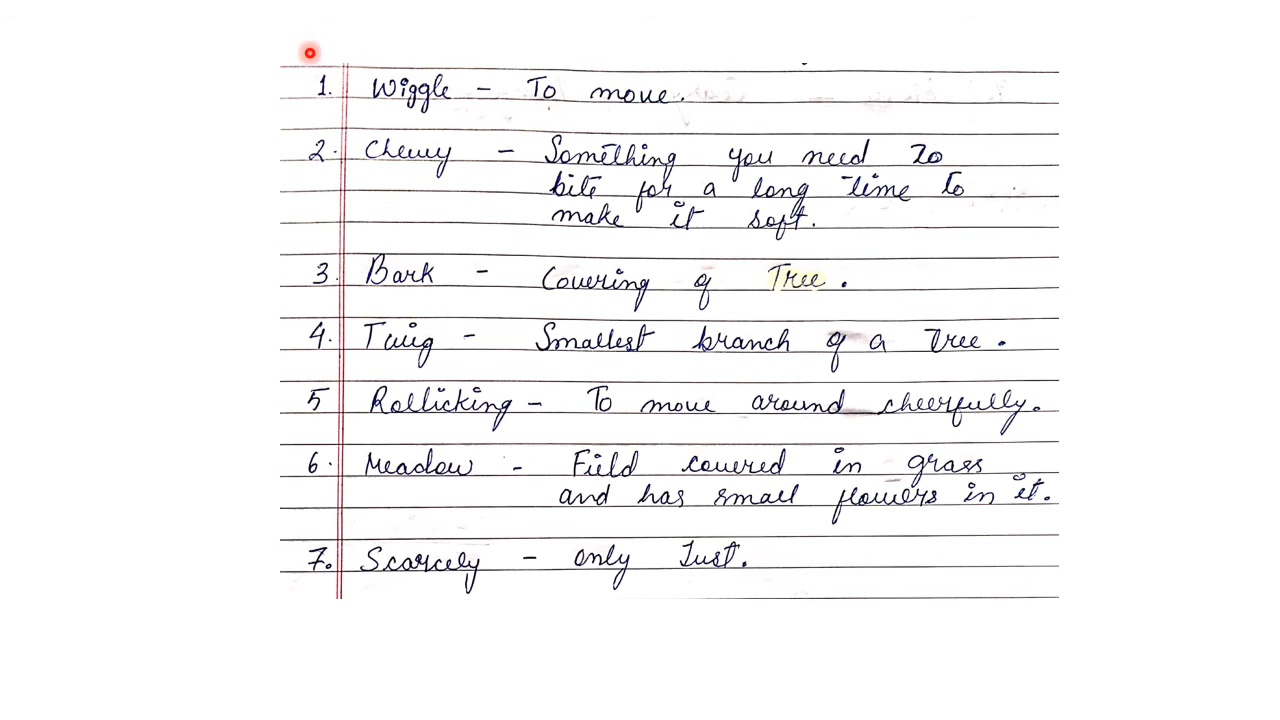 1. Wiggle - To move.
2. Chewy - Something you need to
bite for a long time to
make it soft.
3. Bark - Covering of Tree.
4. Twig - Smallest branch of a Tree.
5 Rollicking - To move around cheerfully.
6. Meadow - Field covered in grass
and has small flowers in it.
7. Scarcely - only Just.